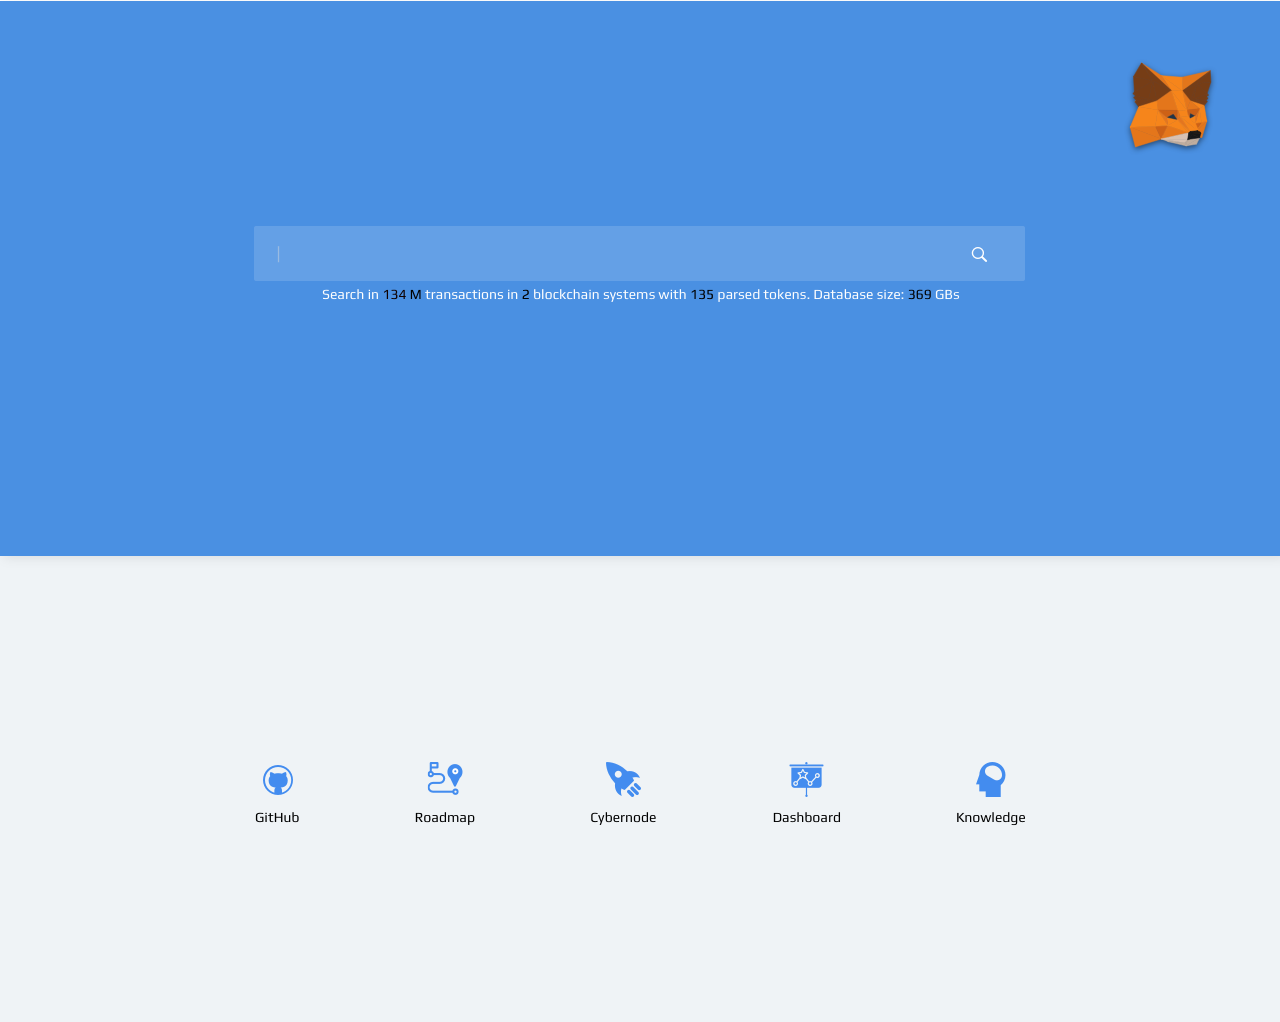 Search in 134 M transactions in 2 blockchain systems with 135 parsed tokens. Database size: 369 GBs
GitHub
Roadmap
Cybernode
Dashboard
Knowledge